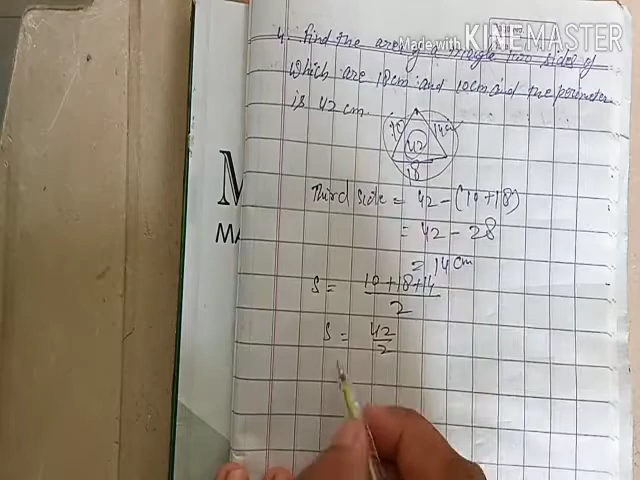 Made with KINEMASTER
4. find the area of a triangle two sides of
which are 18cm and 10cm and the perimeter
is 42 cm.
10 14cm
42
18
Third side = 42 - (10+18)
= 42 - 28
= 14 cm
S = 10+18+14
2
S = 42
2
M
MA